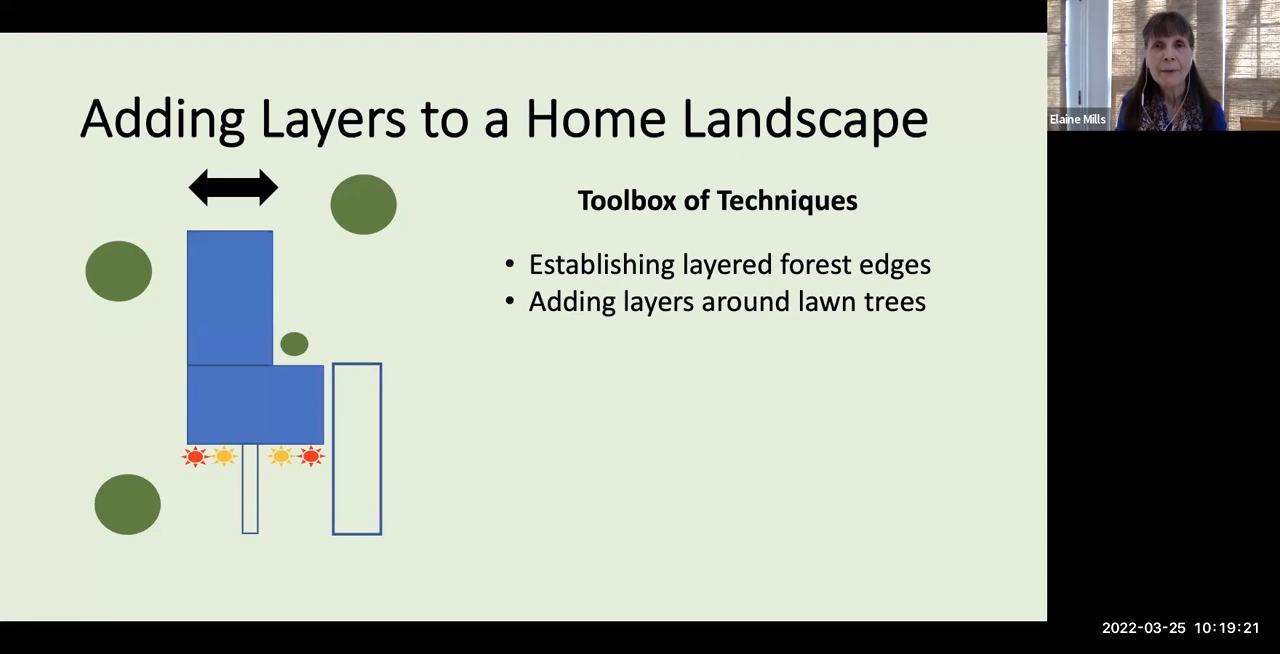 Adding Layers to a Home Landscape
Toolbox of Techniques
• Establishing layered forest edges
• Adding layers around lawn trees
Elaine Mills
2022-03-25 10:19:21